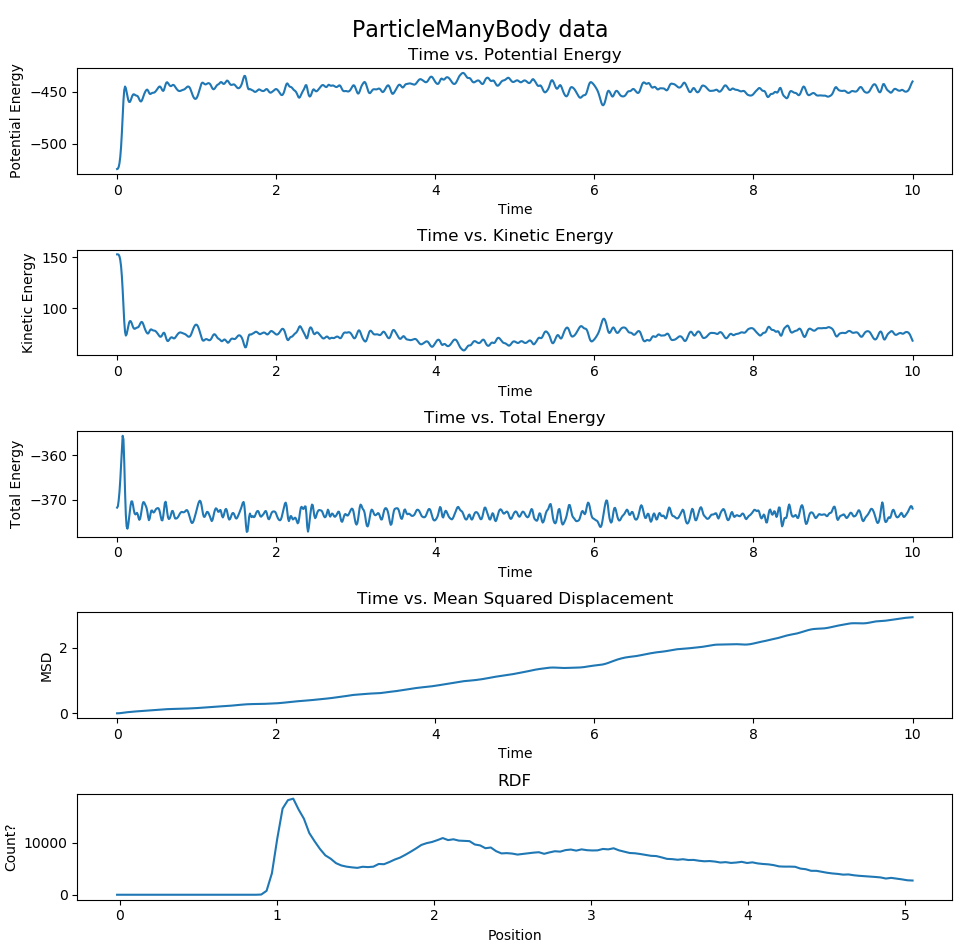 ParticleManyBody data
Time vs. Potential Energy
Potential Energy
−450
−500
0 2 4 6 8 10
Time
Time vs. Kinetic Energy
Kinetic Energy
150
100
0 2 4 6 8 10
Time
Time vs. Total Energy
Total Energy
−360
−370
0 2 4 6 8 10
Time
Time vs. Mean Squared Displacement
MSD
2
0
0 2 4 6 8 10
Time
RDF
Count?
10000
0
0 1 2 3 4 5
Position